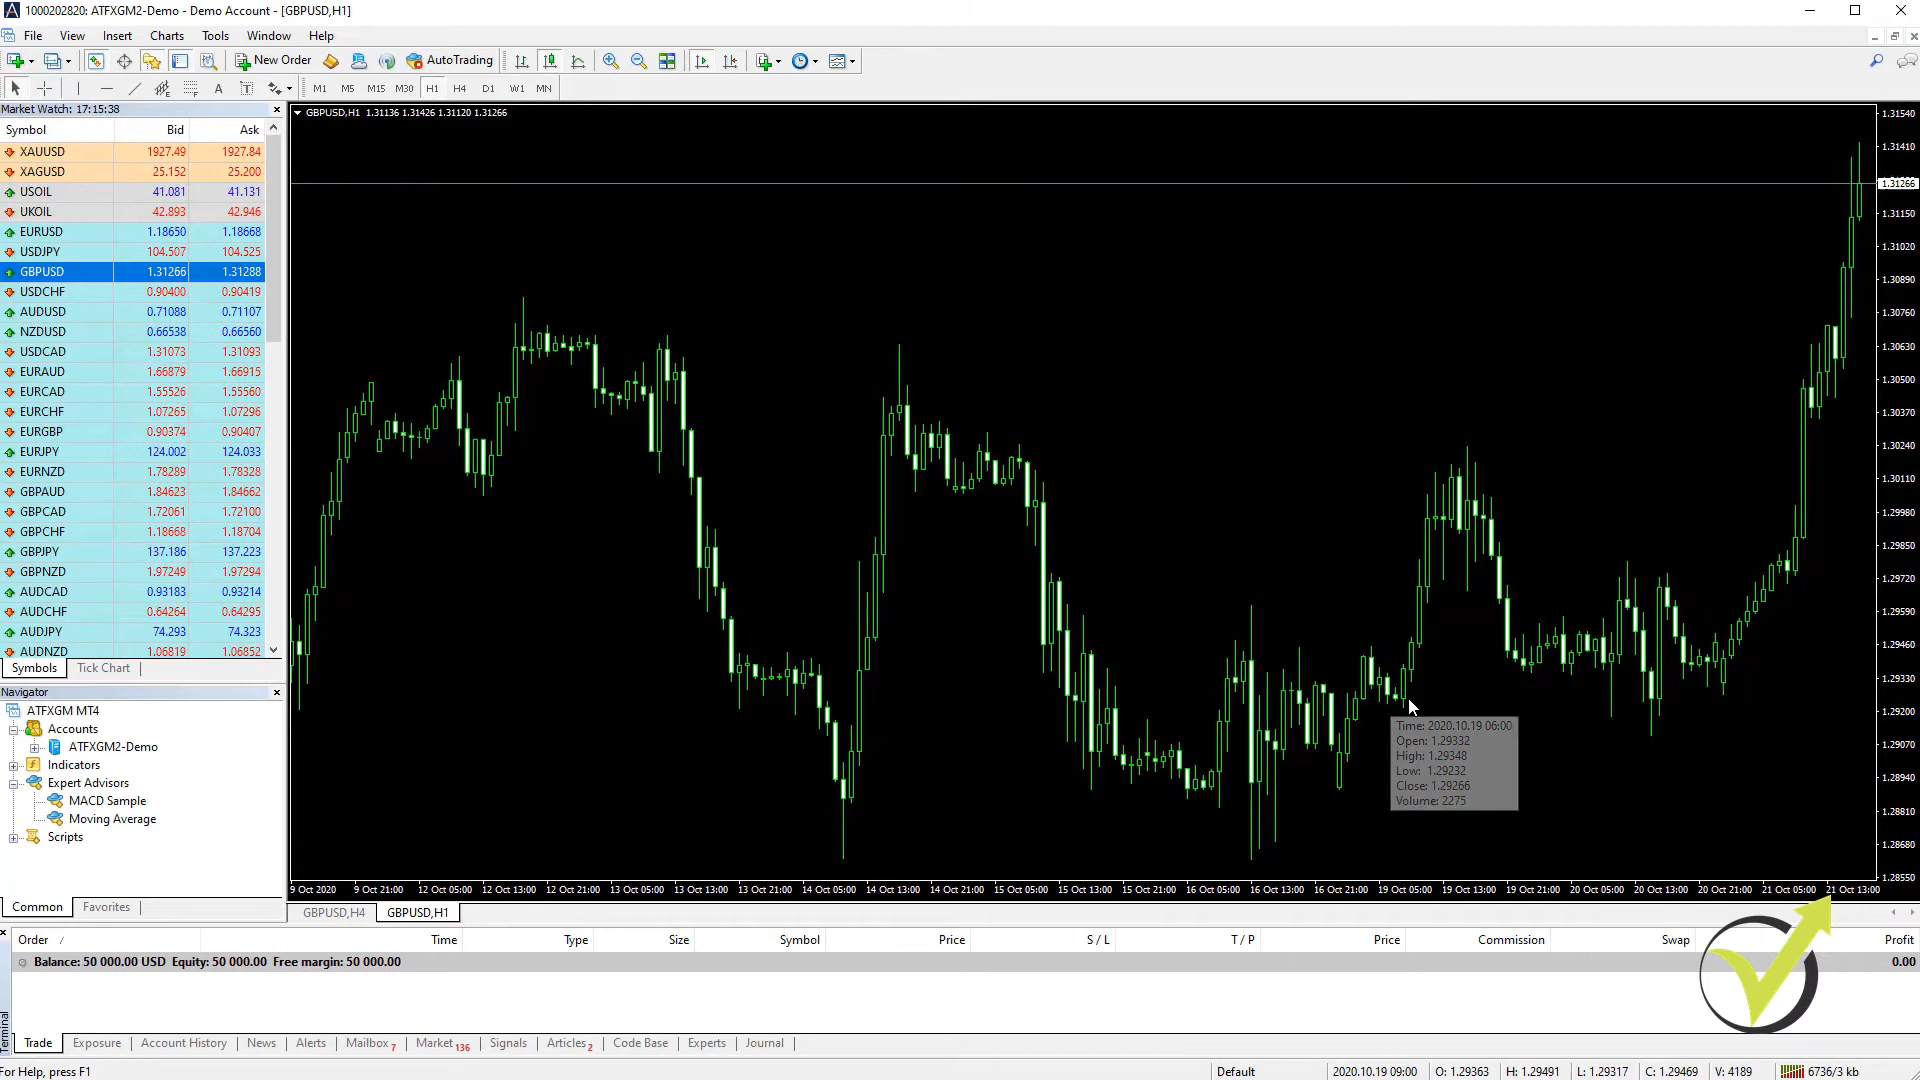 1000202820: ATFXGM2-Demo - Demo Account - [GBPUSD,H1]
File View Insert Charts Tools Window Help
New Order AutoTrading
A T M1 M5 M15 M30 H1 H4 D1 W1 MN
Market Watch: 17:15:38
Symbol Bid Ask
XAUUSD 1927.49 1927.84
XAGUSD 25.152 25.200
USOIL 41.081 41.131
UKOIL 42.893 42.946
EURUSD 1.18650 1.18668
USDJPY 104.507 104.525
GBPUSD 1.31266 1.31288
USDCHF 0.90400 0.90419
AUDUSD 0.71088 0.71107
NZDUSD 0.66538 0.66560
USDCAD 1.31073 1.31093
EURAUD 1.66879 1.66915
EURCAD 1.55526 1.55560
EURCHF 1.07265 1.07296
EURGBP 0.90374 0.90407
EURJPY 124.002 124.033
EURNZD 1.78289 1.78328
GBPAUD 1.84623 1.84662
GBPCAD 1.72061 1.72100
GBPCHF 1.18668 1.18704
GBPJPY 137.186 137.223
GBPNZD 1.97249 1.97294
AUDCAD 0.93183 0.93214
AUDCHF 0.64264 0.64295
AUDJPY 74.293 74.323
AUDNZD 1.06819 1.06852
Symbols Tick Chart
Navigator
ATFXGM MT4
Accounts
ATFXGM2-Demo
Indicators
Expert Advisors
MACD Sample
Moving Average
Scripts
Common Favorites
GBPUSD,H1 1.31136 1.31426 1.31120 1.31266
1.31540
1.31410
1.31266
1.31150
1.31020
1.30890
1.30760
1.30630
1.30500
1.30370
1.30240
1.30110
1.29980
1.29850
1.29720
1.29590
1.29460
1.29330
1.29200
1.29070
1.28940
1.28810
1.28680
1.28550
Time: 2020.10.19 06:00
Open: 1.29332
High: 1.29348
Low: 1.29232
Close: 1.29266
Volume: 2275
9 Oct 2020 9 Oct 21:00 12 Oct 05:00 12 Oct 13:00 12 Oct 21:00 13 Oct 05:00 13 Oct 13:00 13 Oct 21:00 14 Oct 05:00 14 Oct 13:00 14 Oct 21:00 15 Oct 05:00 15 Oct 13:00 15 Oct 21:00 16 Oct 05:00 16 Oct 13:00 16 Oct 21:00 19 Oct 05:00 19 Oct 13:00 19 Oct 21:00 20 Oct 05:00 20 Oct 13:00 20 Oct 21:00 21 Oct 05:00 21 Oct 13:00
GBPUSD,H4 GBPUSD,H1
Order Time Type Size Symbol Price S / L T / P Price Commission Swap Profit
Balance: 50 000.00 USD Equity: 50 000.00 Free margin: 50 000.00 0.00
Terminal
Trade Exposure Account History News Alerts Mailbox 7 Market 136 Signals Articles 2 Code Base Experts Journal
For Help, press F1 Default 2020.10.19 09:00 O: 1.29363 H: 1.29491 L: 1.29317 C: 1.29469 V: 4189 6736/3 kb